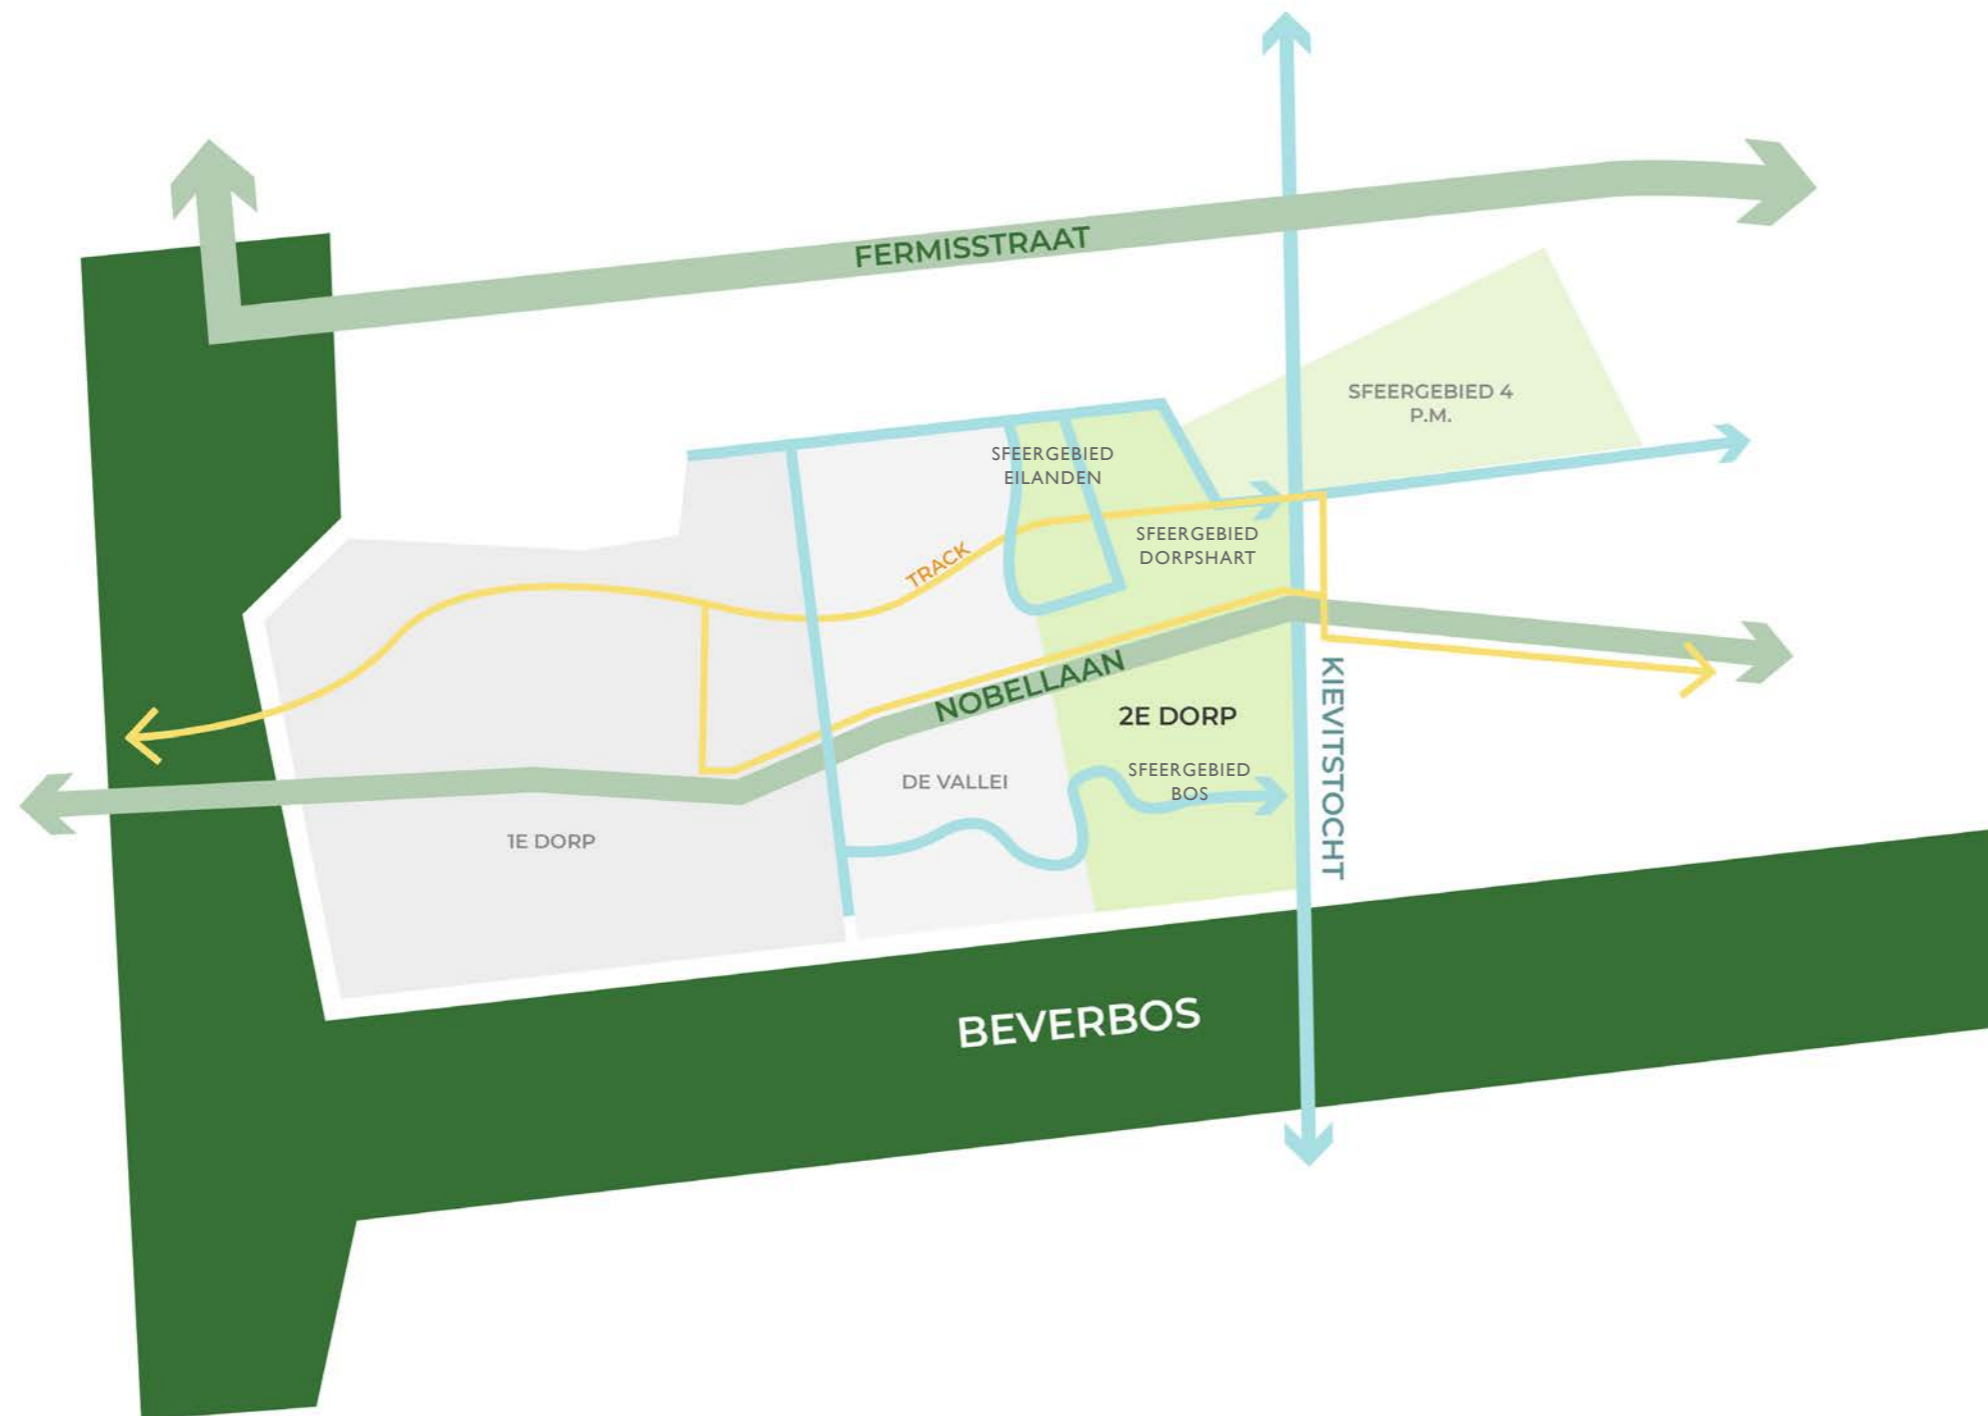 FERMISSTRAAT
SFEERGEBIED 4
P.M.
SFEERGEBIED
EILANDEN
SFEERGEBIED
DORPSHART
TRACK
NOBELLAAN
KIEVITSTOCHT
2E DORP
DE VALLEI
SFEERGEBIED
BOS
1E DORP
BEVERBOS